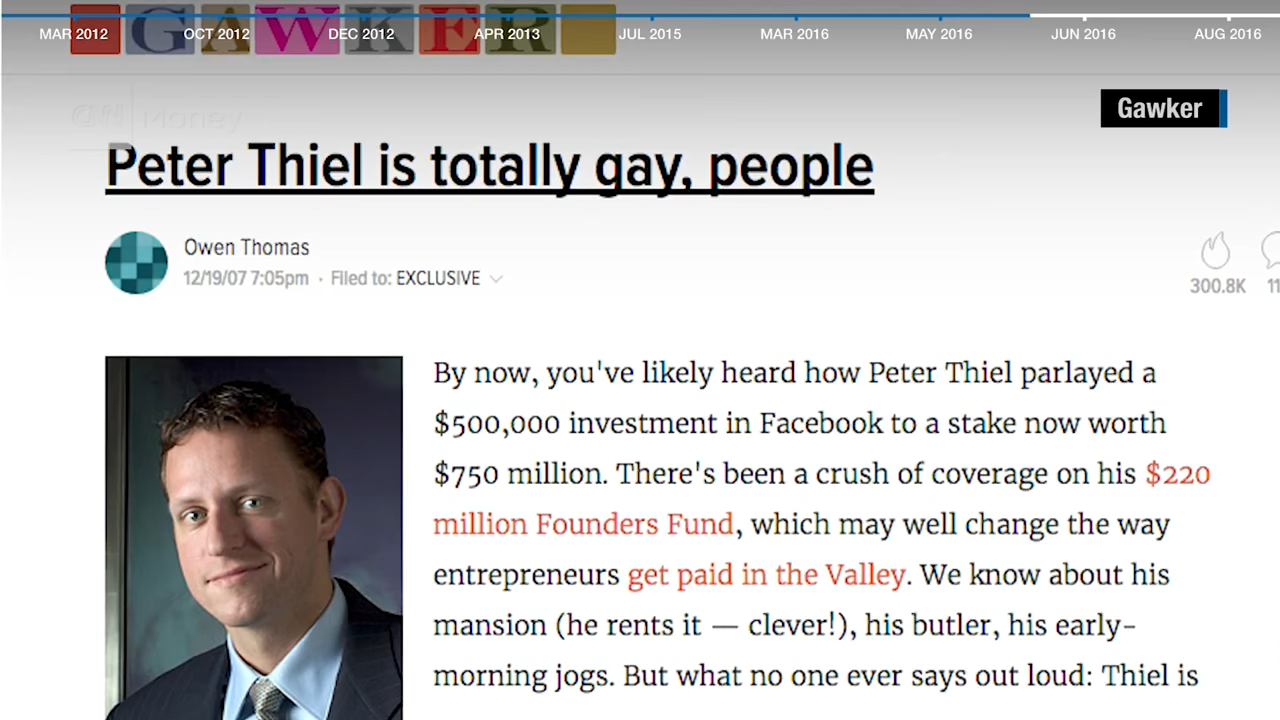 MAR 2012 OCT 2012 DEC 2012 APR 2013 JUL 2015 MAR 2016 MAY 2016 JUN 2016 AUG 2016
GAWKER
Gawker
CNN Money
Peter Thiel is totally gay, people
Owen Thomas
12/19/07 7:05pm · Filed to: EXCLUSIVE
300.8K 11
By now, you've likely heard how Peter Thiel parlayed a
$500,000 investment in Facebook to a stake now worth
$750 million. There's been a crush of coverage on his $220
million Founders Fund, which may well change the way
entrepreneurs get paid in the Valley. We know about his
mansion (he rents it — clever!), his butler, his early-
morning jogs. But what no one ever says out loud: Thiel is